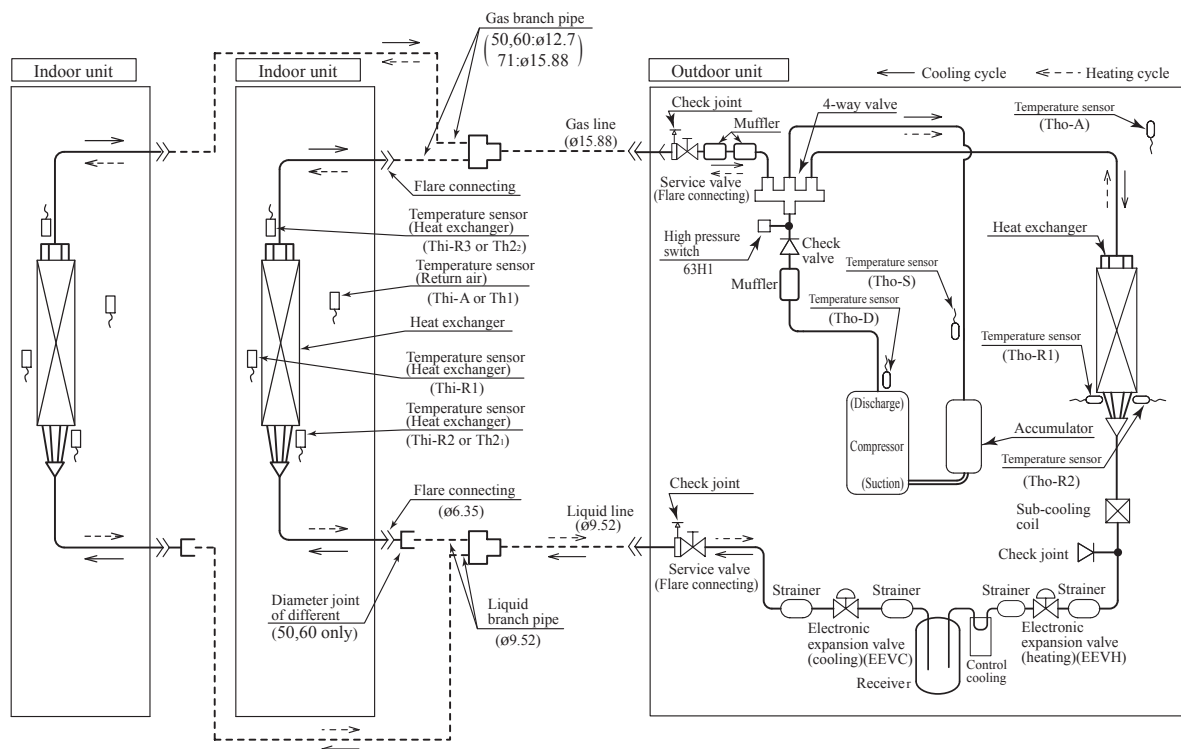 Gas branch pipe
50,60:ø12.7
71:ø15.88
Indoor unit
Indoor unit
Outdoor unit
Cooling cycle
Heating cycle
Check joint
4-way valve
Muffler
Temperature sensor
(Tho-A)
Gas line
(ø15.88)
Service valve
(Flare connecting)
Flare connecting
Temperature sensor
(Heat exchanger)
(Thi-R3 or Th2₂)
High pressure
switch
63H1
Check
valve
Heat exchanger
Temperature sensor
(Return air)
(Thi-A or Th1)
Muffler
Temperature sensor
(Tho-S)
Temperature sensor
(Tho-D)
Heat exchanger
Temperature sensor
(Tho-R1)
Temperature sensor
(Heat exchanger)
(Thi-R1)
Temperature sensor
(Heat exchanger)
(Thi-R2 or Th2₁)
(Discharge)
Compressor
(Suction)
Accumulator
Temperature sensor
(Tho-R2)
Flare connecting
(ø6.35)
Check joint
Liquid line
(ø9.52)
Sub-cooling
coil
Check joint
Service valve
(Flare connecting)
Diameter joint
of different
(50,60 only)
Liquid
branch pipe
(ø9.52)
Strainer
Strainer
Strainer
Strainer
Electronic
expansion valve
(cooling)(EEVC)
Receiver
Control
cooling
Electronic
expansion valve
(heating)(EEVH)